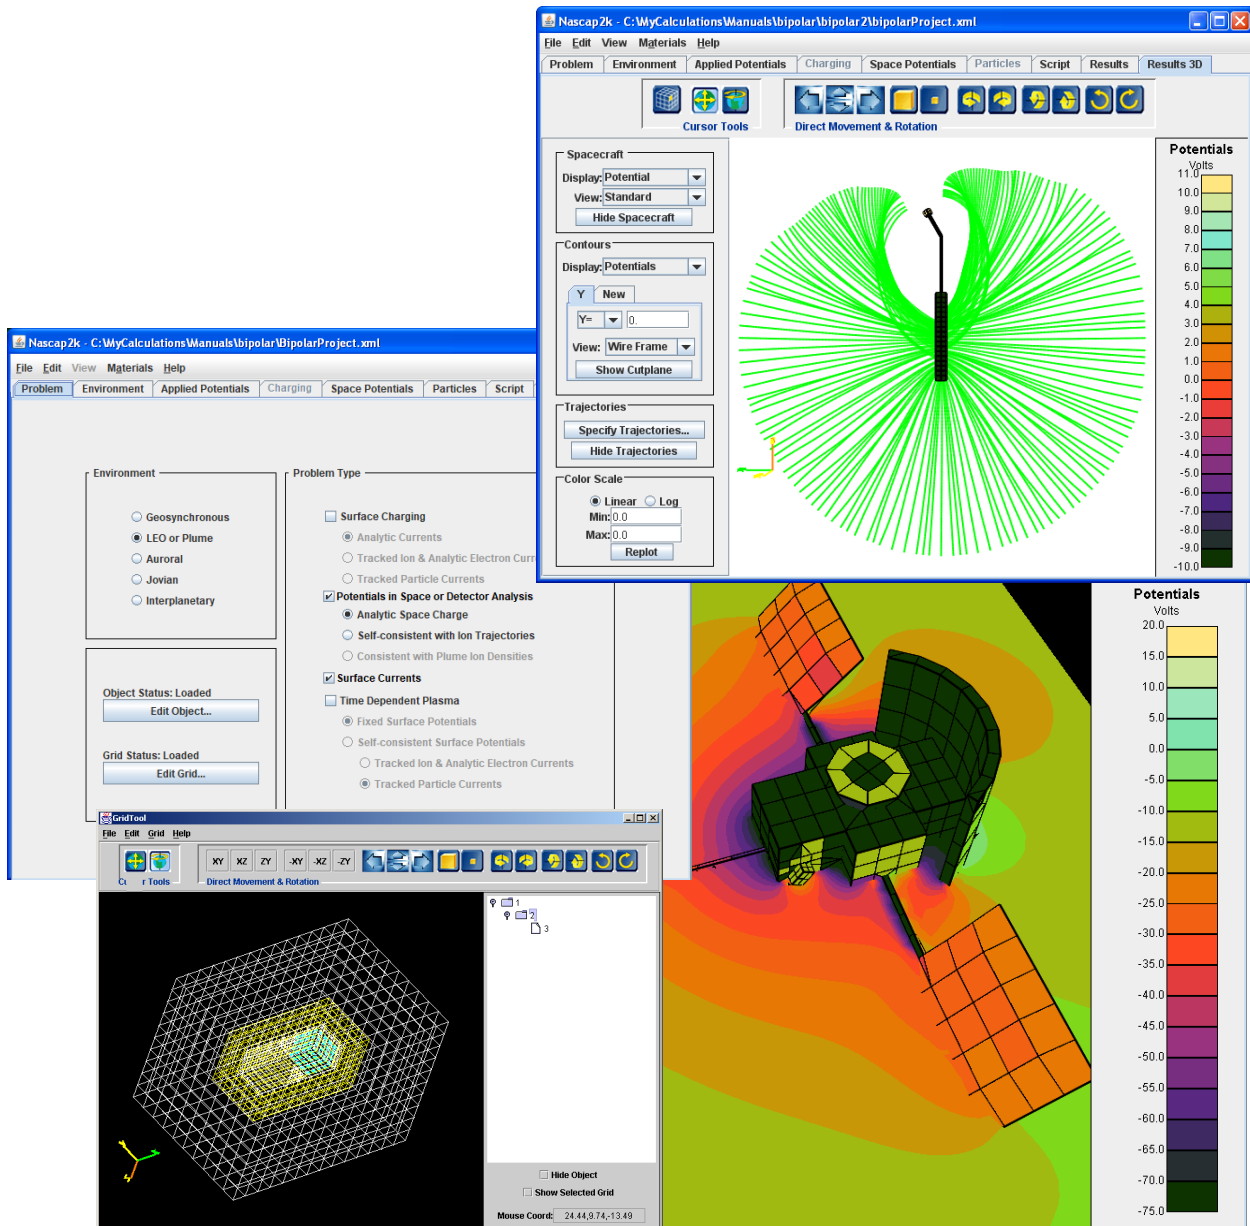 Nascap2k - C:\MyCalculations\Manuals\bipolar\bipolar2\bipolarProject.xml
File Edit View Materials Help
Problem Environment Applied Potentials Charging Space Potentials Particles Script Results Results 3D
Cursor Tools Direct Movement & Rotation
Spacecraft
Display: Potential
View: Standard
Hide Spacecraft
Contours
Display: Potentials
Y New
Y= 0.
View: Wire Frame
Show Cutplane
Trajectories
Specify Trajectories...
Hide Trajectories
Color Scale
Linear Log
Min: 0.0
Max: 0.0
Replot
Potentials
Volts
11.0
10.0
9.0
8.0
7.0
6.0
5.0
4.0
3.0
2.0
1.0
0.0
-1.0
-2.0
-3.0
-4.0
-5.0
-6.0
-7.0
-8.0
-9.0
-10.0
Nascap2k - C:\MyCalculations\Manuals\bipolar\BipolarProject.xml
File Edit View Materials Help
Problem Environment Applied Potentials Charging Space Potentials Particles Script
Environment
Geosynchronous
LEO or Plume
Auroral
Jovian
Interplanetary
Object Status: Loaded
Edit Object...
Grid Status: Loaded
Edit Grid...
Problem Type
Surface Charging
Analytic Currents
Tracked Ion & Analytic Electron Curr
Tracked Particle Currents
Potentials in Space or Detector Analysis
Analytic Space Charge
Self-consistent with Ion Trajectories
Consistent with Plume Ion Densities
Surface Currents
Time Dependent Plasma
Fixed Surface Potentials
Self-consistent Surface Potentials
Tracked Ion & Analytic Electron Currents
Tracked Particle Currents
GridTool
File Edit Grid Help
XY XZ ZY -XY -XZ -ZY
Tools Direct Movement & Rotation
1
2
3
Hide Object
Show Selected Grid
Mouse Coord: 24.44,9.74,-13.49
Potentials
Volts
20.0
15.0
10.0
5.0
0.0
-5.0
-10.0
-15.0
-20.0
-25.0
-30.0
-35.0
-40.0
-45.0
-50.0
-55.0
-60.0
-65.0
-70.0
-75.0